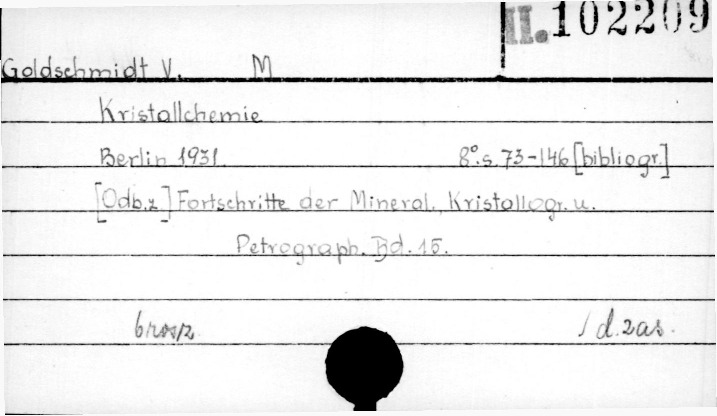 II. 102209
Goldschmidt V. M
Kristallchemie
Berlin 1931. 8°. s. 73-146 [bibliogr.]
[Odb. z] Fortschritte der Mineral., Kristallogr. u.
Petrograph. Bd. 15.
brosz d. zas.